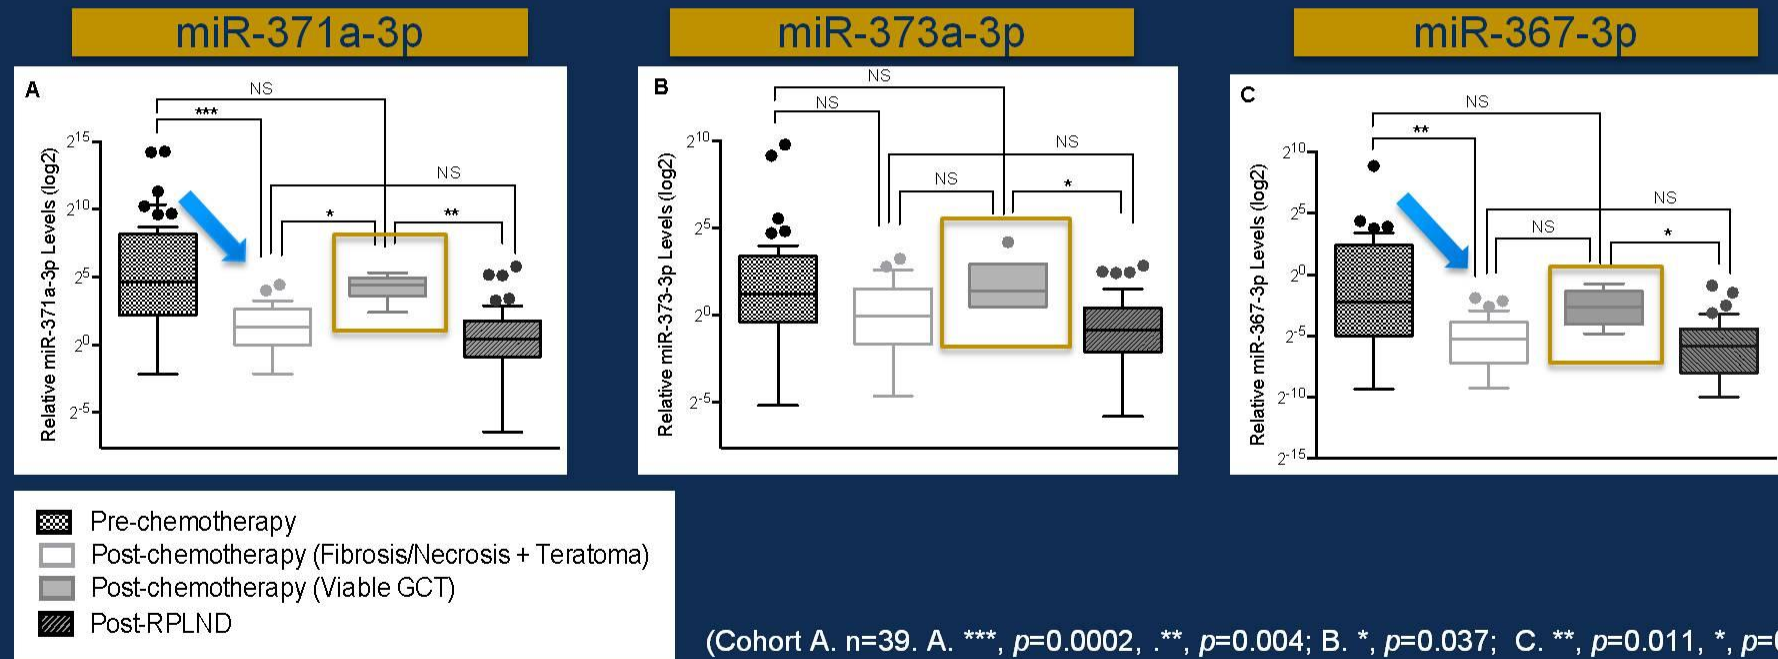 miR-371a-3p
miR-373a-3p
miR-367-3p
A
NS
***
NS
*
**
2^15
2^10
2^5
2^0
2^-5
Relative miR-371a-3p Levels (log2)
B
NS
NS
NS
NS
*
2^10
2^5
2^0
2^-5
Relative miR-373-3p Levels (log2)
C
NS
**
NS
NS
*
2^10
2^5
2^0
2^-5
2^-10
2^-15
Relative miR-367-3p Levels (log2)
Pre-chemotherapy
Post-chemotherapy (Fibrosis/Necrosis + Teratoma)
Post-chemotherapy (Viable GCT)
Post-RPLND
(Cohort A. n=39. A. ***, p=0.0002, .**, p=0.004; B. *, p=0.037; C. **, p=0.011, *, p=